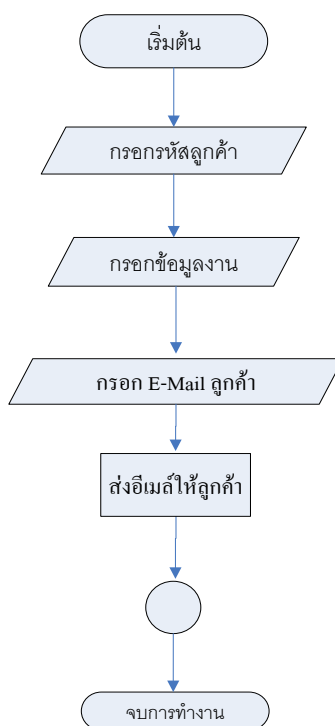 เริ่มต้น
กรอกรหัสลูกค้า
กรอกข้อมูลงาน
กรอก E-Mail ลูกค้า
ส่งอีเมล์ให้ลูกค้า
จบการทำงาน